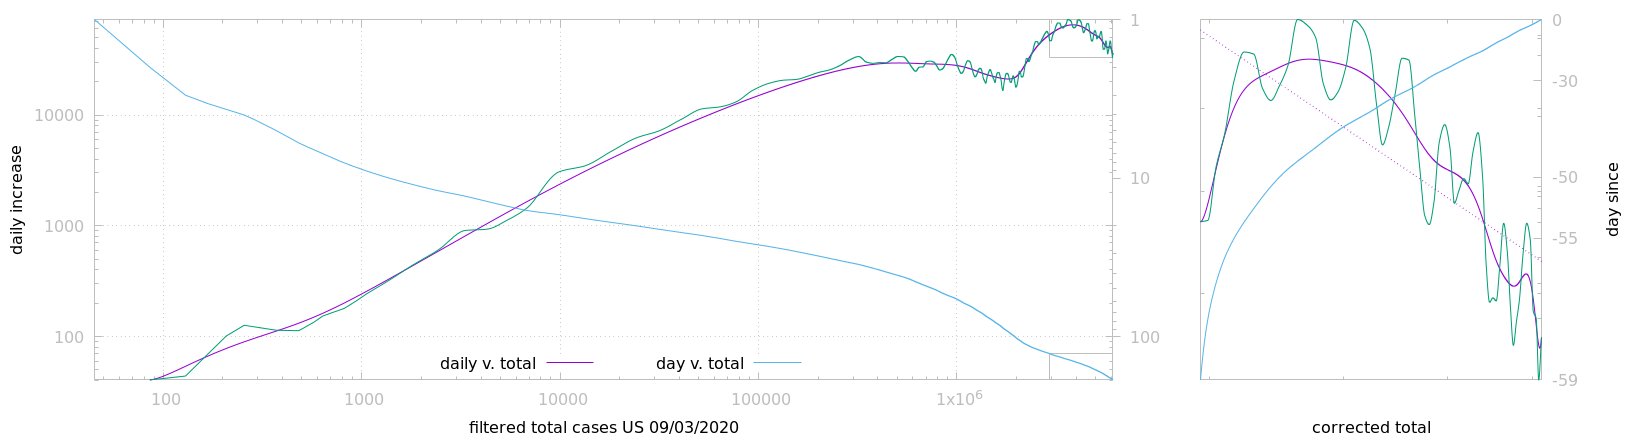 daily increase
10000
1000
100
100
1000
10000
100000
1x10^6
1
10
100
daily v. total
day v. total
filtered total cases US 09/03/2020
0
-30
-50
-55
-59
day since
corrected total